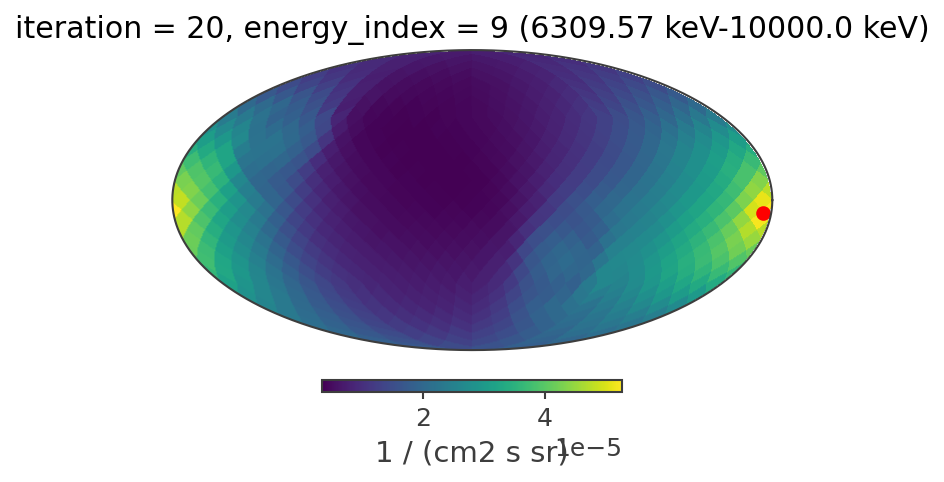 iteration = 20, energy_index = 9 (6309.57 keV-10000.0 keV)
2 4
1 / (cm2 s sr)
1e−5